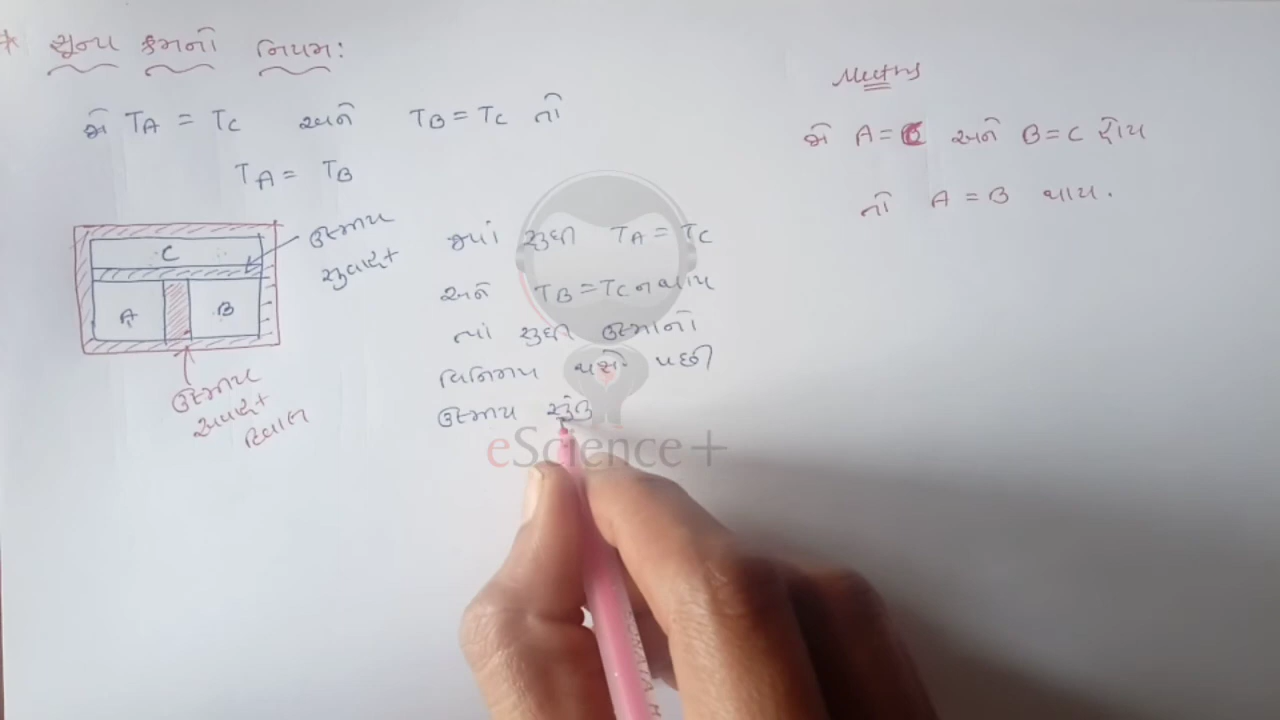 * શૂન્ય ક્રમનો નિયમ:
જો TA = TC અને TB = TC તો
TA = TB
C
A
B
ઉષ્મીય
સુવાહક
ઉષ્મીય
અવાહક
દિવાલ
જ્યાં સુધી TA = TC
અને TB = TC ન થાય
ત્યાં સુધી ઉષ્માનો
વિનિમય થશે. પછી
ઉષ્મીય
Maths
જો A = C અને B = C હોય
તો A = B થાય.
eScience+